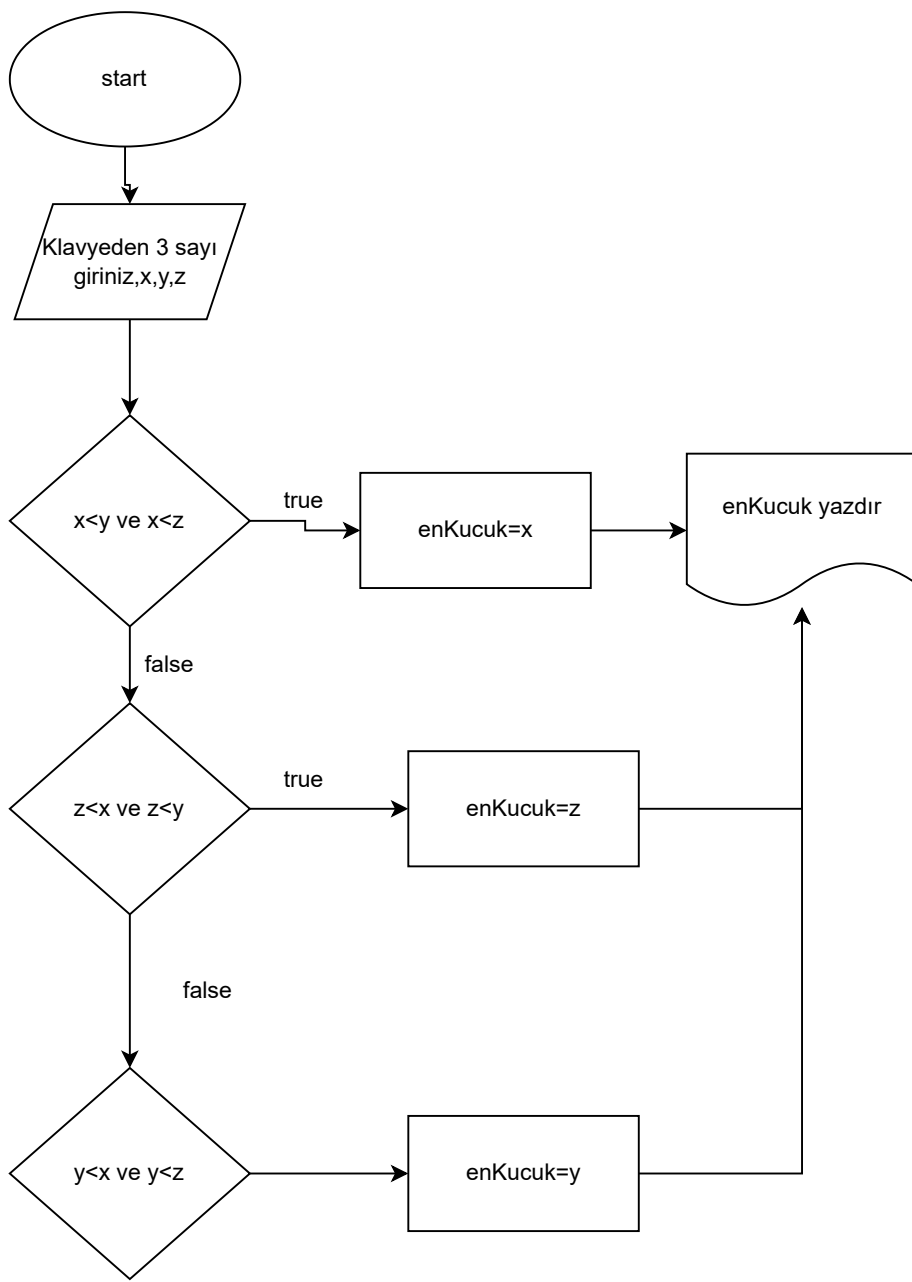 start
Klavyeden 3 sayı
giriniz,x,y,z
x<y ve x<z
true
enKucuk=x
enKucuk yazdır
false
z<x ve z<y
true
enKucuk=z
false
y<x ve y<z
enKucuk=y